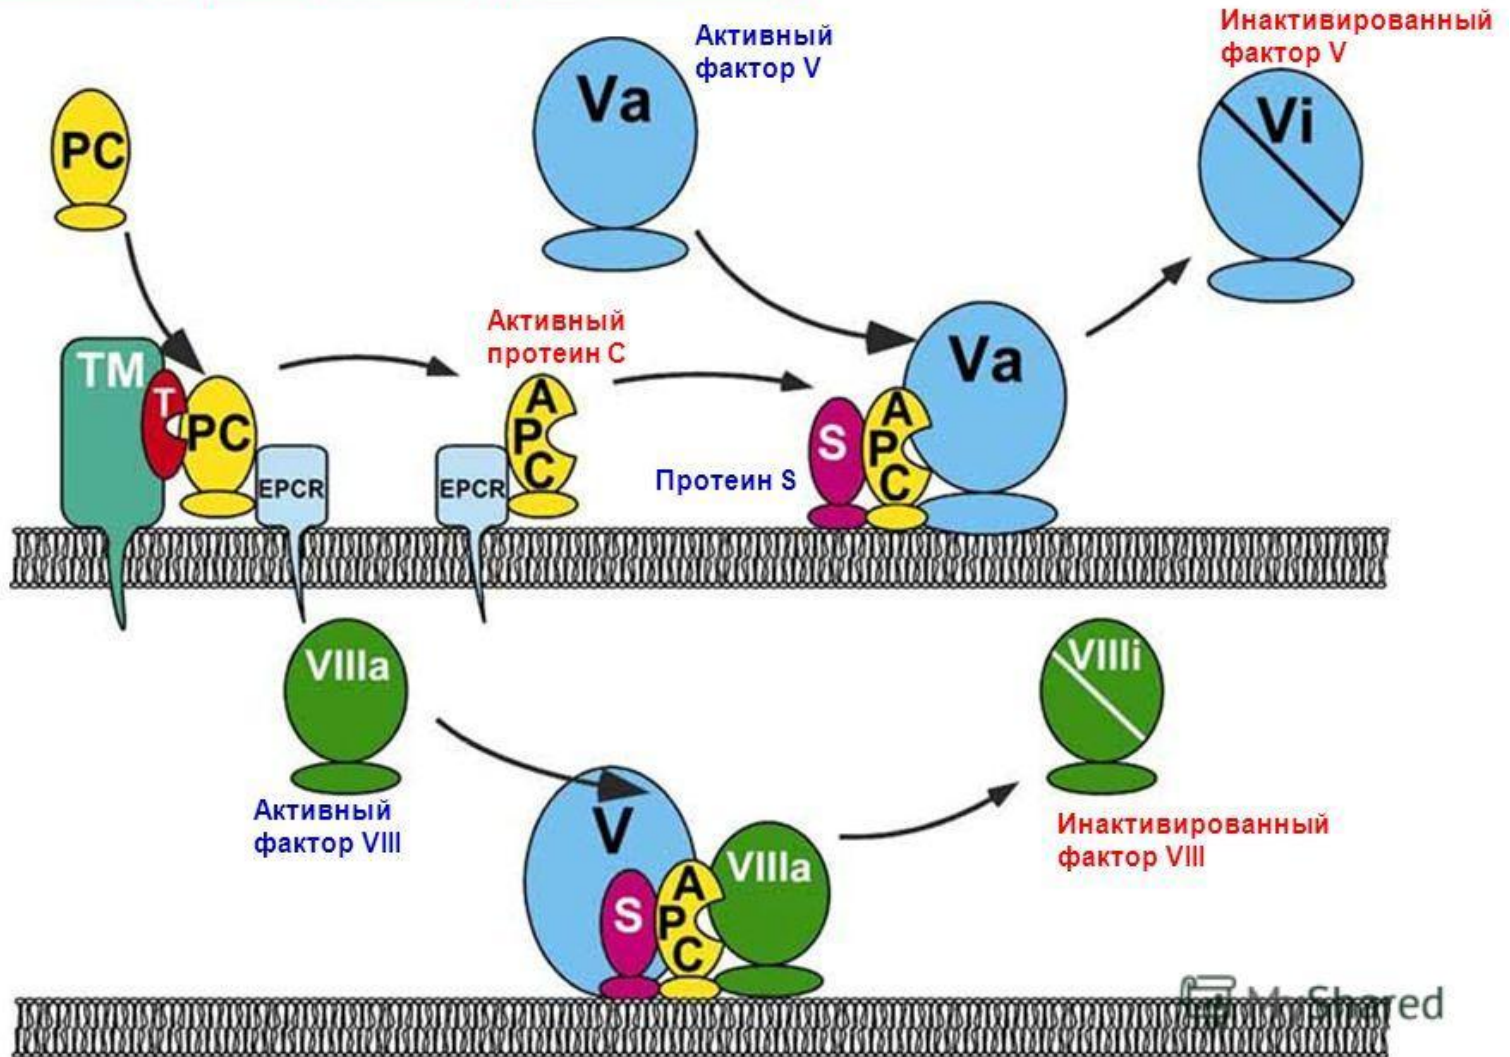 Инактивированный
фактор V
Активный
фактор V
Va
Vi
PC
Активный
протеин С
TM
T
PC
EPCR
EPCR
A
P
C
Протеин S
S
A
P
C
Va
VIIIa
Активный
фактор VIII
V
S
A
P
C
VIIIa
VIIIi
Инактивированный
фактор VIII
MyShared